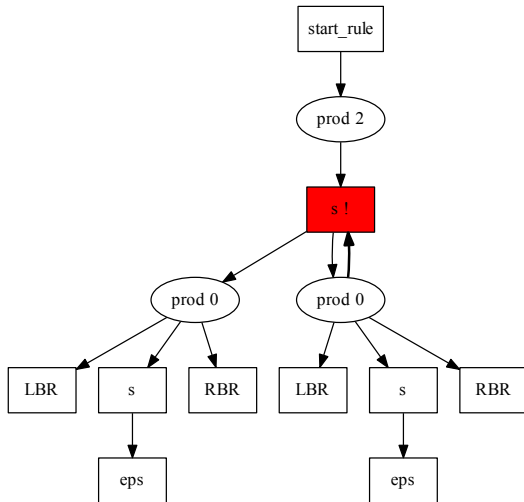 start_rule
prod 2
s !
prod 0
prod 0
LBR
s
RBR
LBR
s
RBR
eps
eps